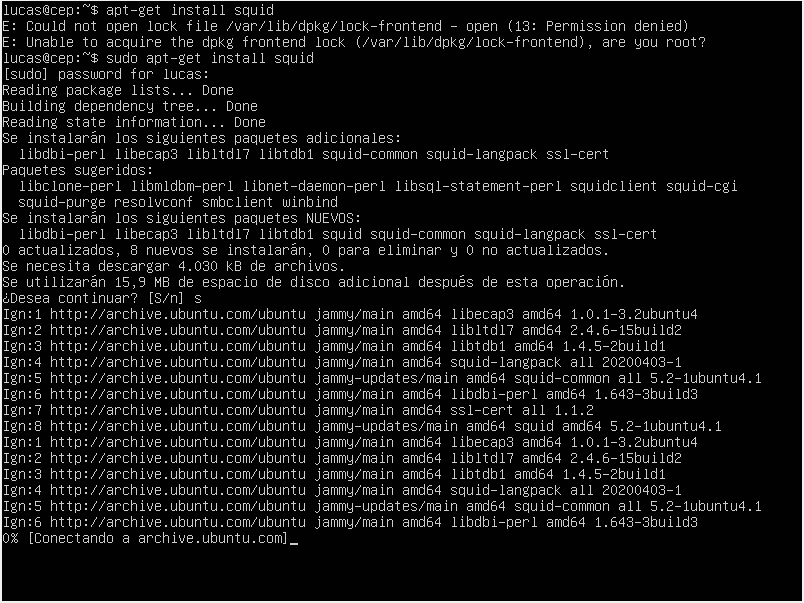 lucas@cep:~$ apt-get install squid
E: Could not open lock file /var/lib/dpkg/lock-frontend - open (13: Permission denied)
E: Unable to acquire the dpkg frontend lock (/var/lib/dpkg/lock-frontend), are you root?
lucas@cep:~$ sudo apt-get install squid
[sudo] password for lucas:
Reading package lists... Done
Building dependency tree... Done
Reading state information... Done
Se instalarán los siguientes paquetes adicionales:
  libdbi-perl libecap3 libltdl7 libtdb1 squid-common squid-langpack ssl-cert
Paquetes sugeridos:
  libclone-perl libmldbm-perl libnet-daemon-perl libsql-statement-perl squidclient squid-cgi
  squid-purge resolvconf smbclient winbind
Se instalarán los siguientes paquetes NUEVOS:
  libdbi-perl libecap3 libltdl7 libtdb1 squid squid-common squid-langpack ssl-cert
0 actualizados, 8 nuevos se instalarán, 0 para eliminar y 0 no actualizados.
Se necesita descargar 4.030 kB de archivos.
Se utilizarán 15,9 MB de espacio de disco adicional después de esta operación.
¿Desea continuar? [S/n] s
Ign:1 http://archive.ubuntu.com/ubuntu jammy/main amd64 libecap3 amd64 1.0.1-3.2ubuntu4
Ign:2 http://archive.ubuntu.com/ubuntu jammy/main amd64 libltdl7 amd64 2.4.6-15build2
Ign:3 http://archive.ubuntu.com/ubuntu jammy/main amd64 libtdb1 amd64 1.4.5-2build1
Ign:4 http://archive.ubuntu.com/ubuntu jammy/main amd64 squid-langpack all 20200403-1
Ign:5 http://archive.ubuntu.com/ubuntu jammy-updates/main amd64 squid-common all 5.2-1ubuntu4.1
Ign:6 http://archive.ubuntu.com/ubuntu jammy/main amd64 libdbi-perl amd64 1.643-3build3
Ign:7 http://archive.ubuntu.com/ubuntu jammy/main amd64 ssl-cert all 1.1.2
Ign:8 http://archive.ubuntu.com/ubuntu jammy-updates/main amd64 squid amd64 5.2-1ubuntu4.1
Ign:1 http://archive.ubuntu.com/ubuntu jammy/main amd64 libecap3 amd64 1.0.1-3.2ubuntu4
Ign:2 http://archive.ubuntu.com/ubuntu jammy/main amd64 libltdl7 amd64 2.4.6-15build2
Ign:3 http://archive.ubuntu.com/ubuntu jammy/main amd64 libtdb1 amd64 1.4.5-2build1
Ign:4 http://archive.ubuntu.com/ubuntu jammy/main amd64 squid-langpack all 20200403-1
Ign:5 http://archive.ubuntu.com/ubuntu jammy-updates/main amd64 squid-common all 5.2-1ubuntu4.1
Ign:6 http://archive.ubuntu.com/ubuntu jammy/main amd64 libdbi-perl amd64 1.643-3build3
0% [Conectando a archive.ubuntu.com]_